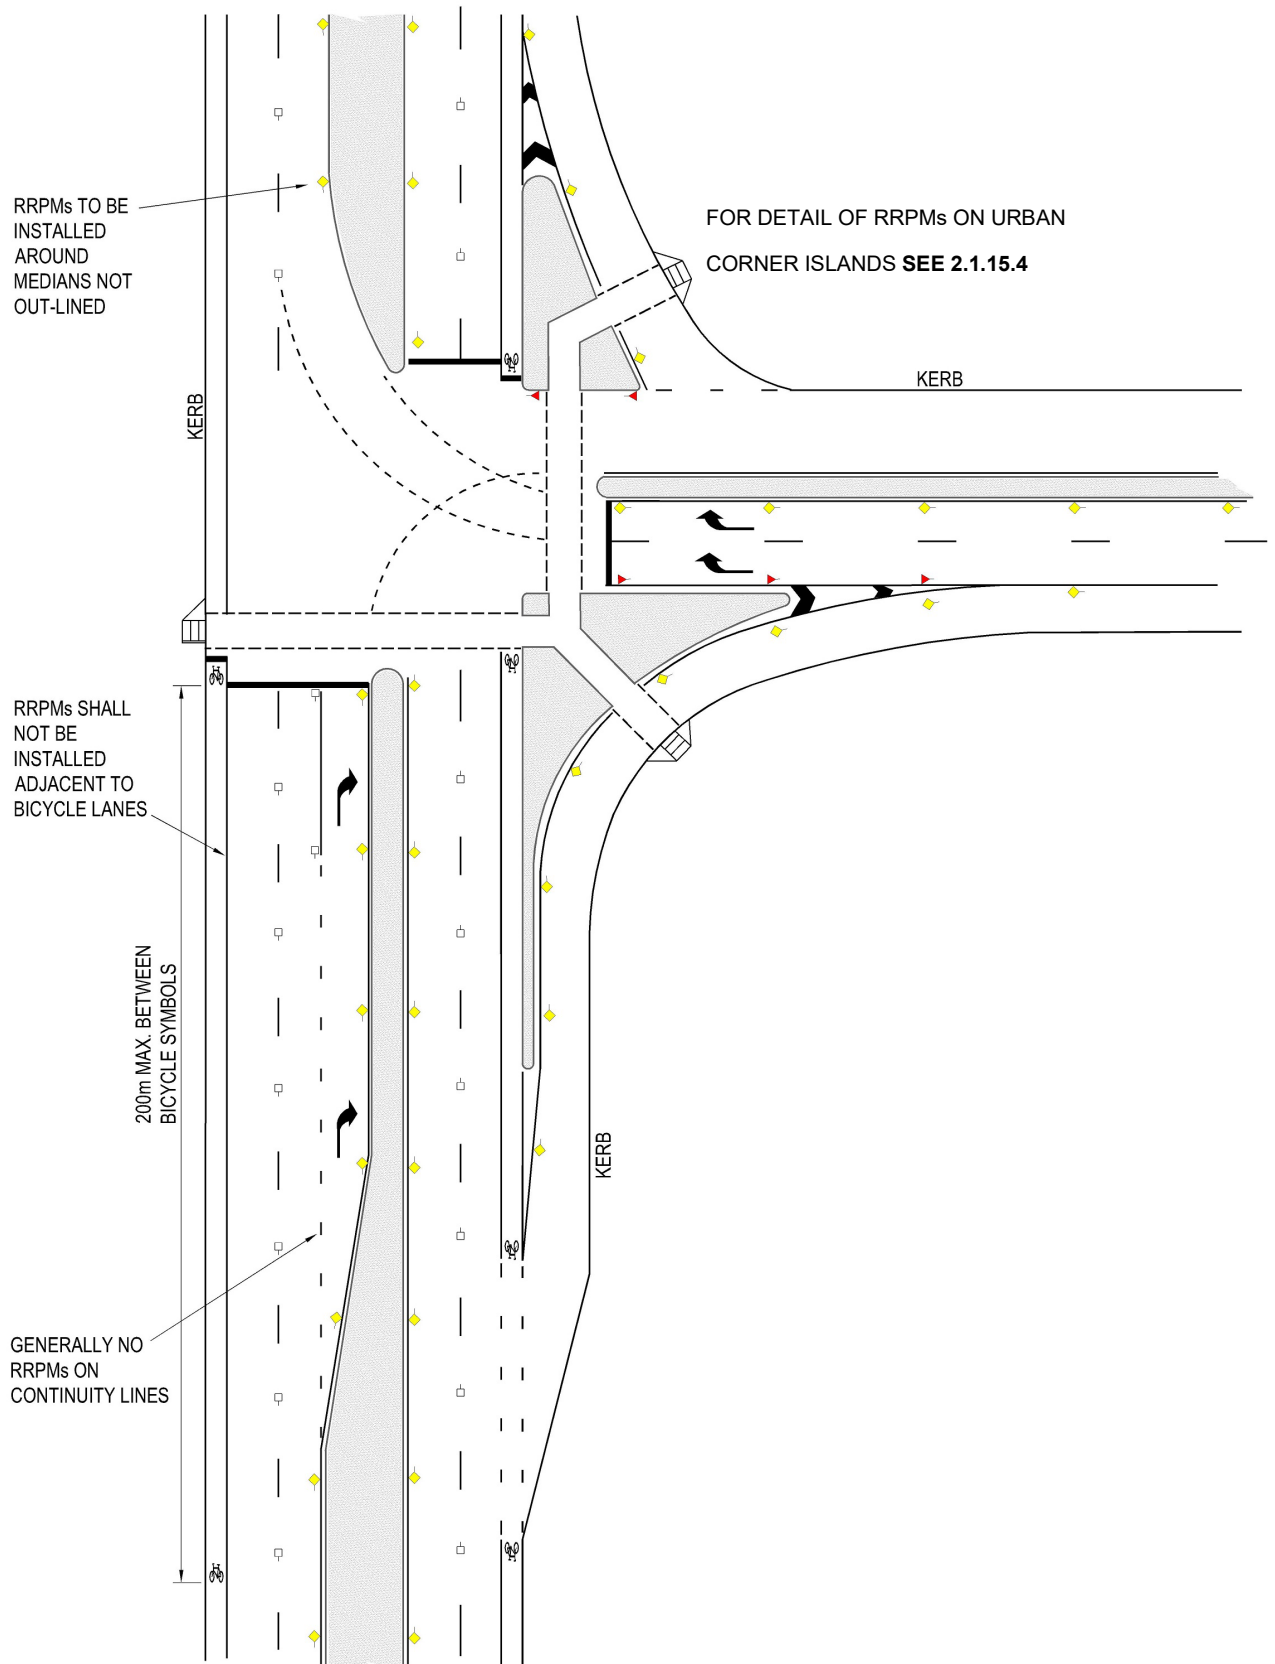 RRPMs TO BE
INSTALLED
AROUND
MEDIANS NOT
OUT-LINED
FOR DETAIL OF RRPMs ON URBAN
CORNER ISLANDS SEE 2.1.15.4
KERB
KERB
RRPMs SHALL
NOT BE
INSTALLED
ADJACENT TO
BICYCLE LANES
200m MAX. BETWEEN
BICYCLE SYMBOLS
KERB
GENERALLY NO
RRPMs ON
CONTINUITY LINES